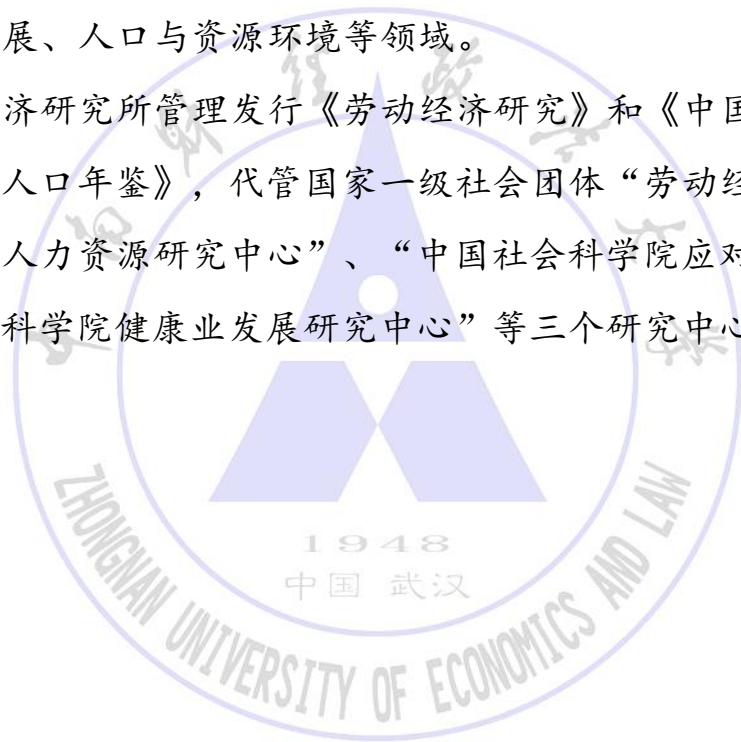 展、人口与资源环境等领域。
济研究所管理发行《劳动经济研究》和《中国
人口年鉴》，代管国家一级社会团体“劳动经
人力资源研究中心”、“中国社会科学院应对
科学院健康业发展研究中心”等三个研究中心
1948
中国 武汉
ZHONGNAN UNIVERSITY OF ECONOMICS AND LAW